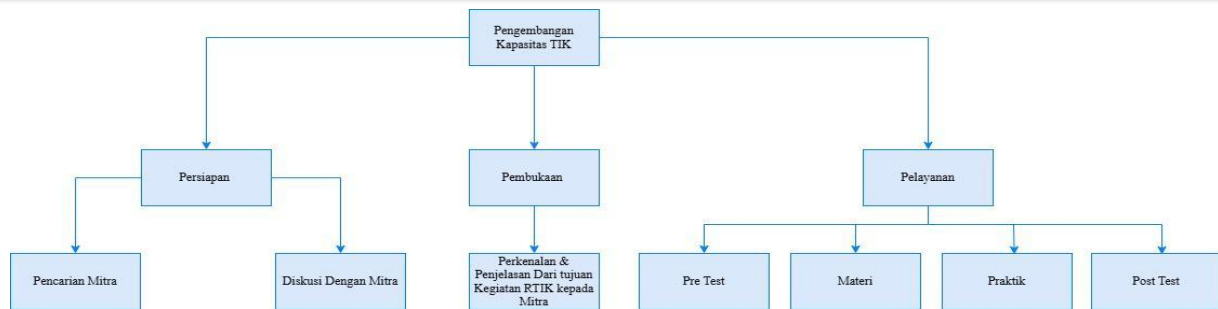 Pengembangan
Kapasitas TIK
Persiapan
Pembukaan
Pelayanan
Pencarian Mitra
Diskusi Dengan Mitra
Perkenalan &
Penjelasan Dari tujuan
Kegiatan RTIK kepada
Mitra
Pre Test
Materi
Praktik
Post Test